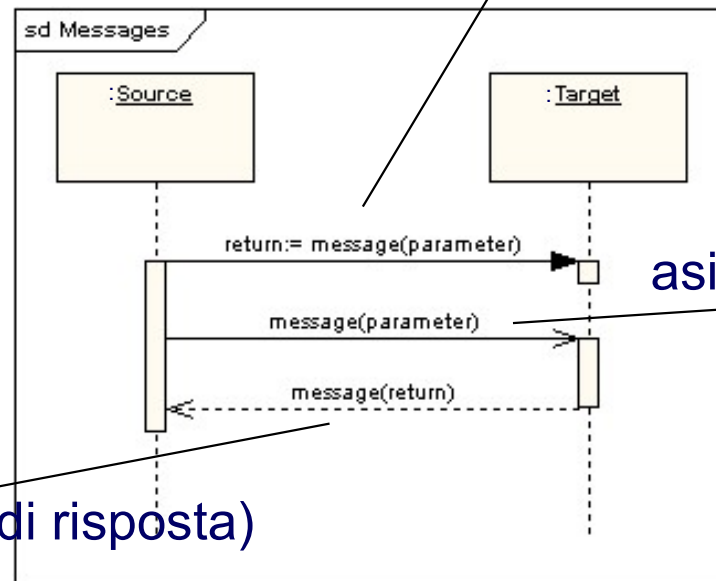 sd Messages
:Source
:Target
return:= message(parameter)
asi
message(parameter)
message(return)
di risposta)